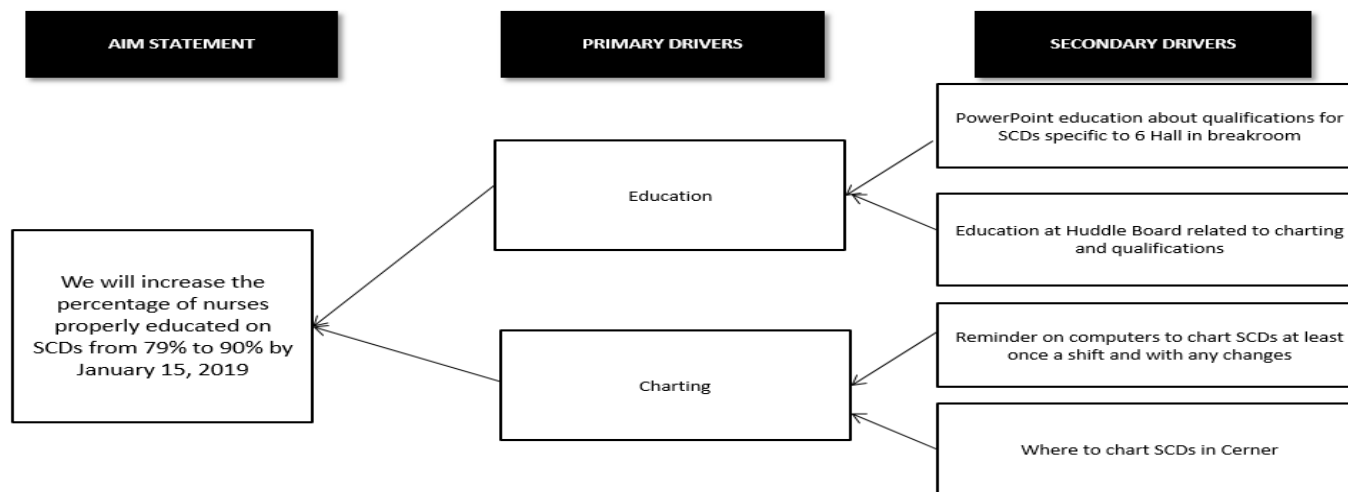 AIM STATEMENT
PRIMARY DRIVERS
SECONDARY DRIVERS
We will increase the
percentage of nurses
properly educated on
SCDs from 79% to 90% by
January 15, 2019
Education
Charting
PowerPoint education about qualifications for
SCDs specific to 6 Hall in breakroom
Education at Huddle Board related to charting
and qualifications
Reminder on computers to chart SCDs at least
once a shift and with any changes
Where to chart SCDs in Cerner